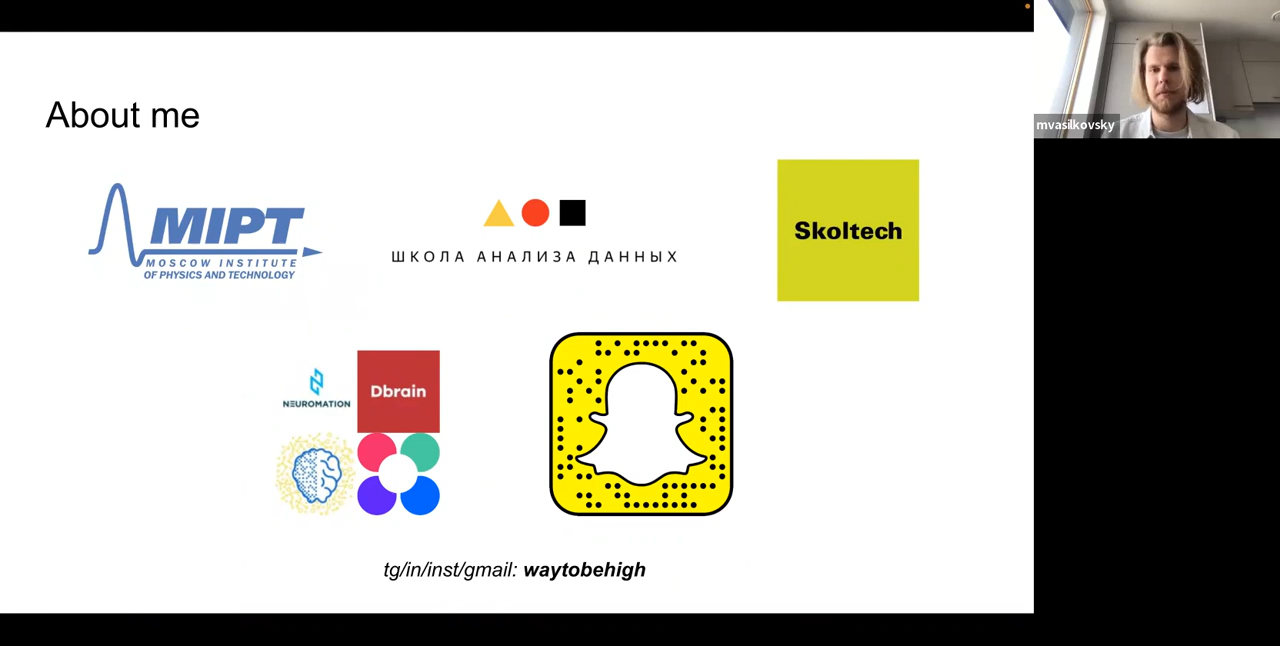 About me
mvasilkovsky
MIPT
MOSCOW INSTITUTE
OF PHYSICS AND TECHNOLOGY
ШКОЛА АНАЛИЗА ДАННЫХ
Skoltech
NEUROMATION
Dbrain
tg/in/inst/gmail: waytobehigh